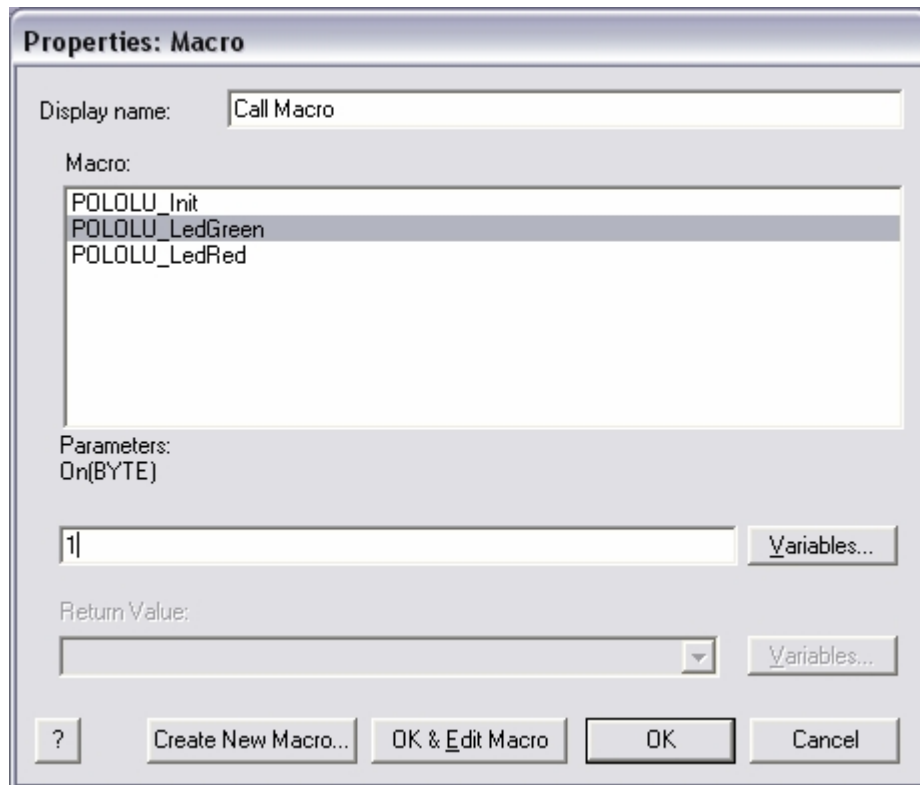 Properties: Macro
Display name: Call Macro
Macro:
POLOLU_Init
POLOLU_LedGreen
POLOLU_LedRed
Parameters:
On(BYTE)
1 Variables...
Return Value:
Variables...
? Create New Macro... OK & Edit Macro OK Cancel